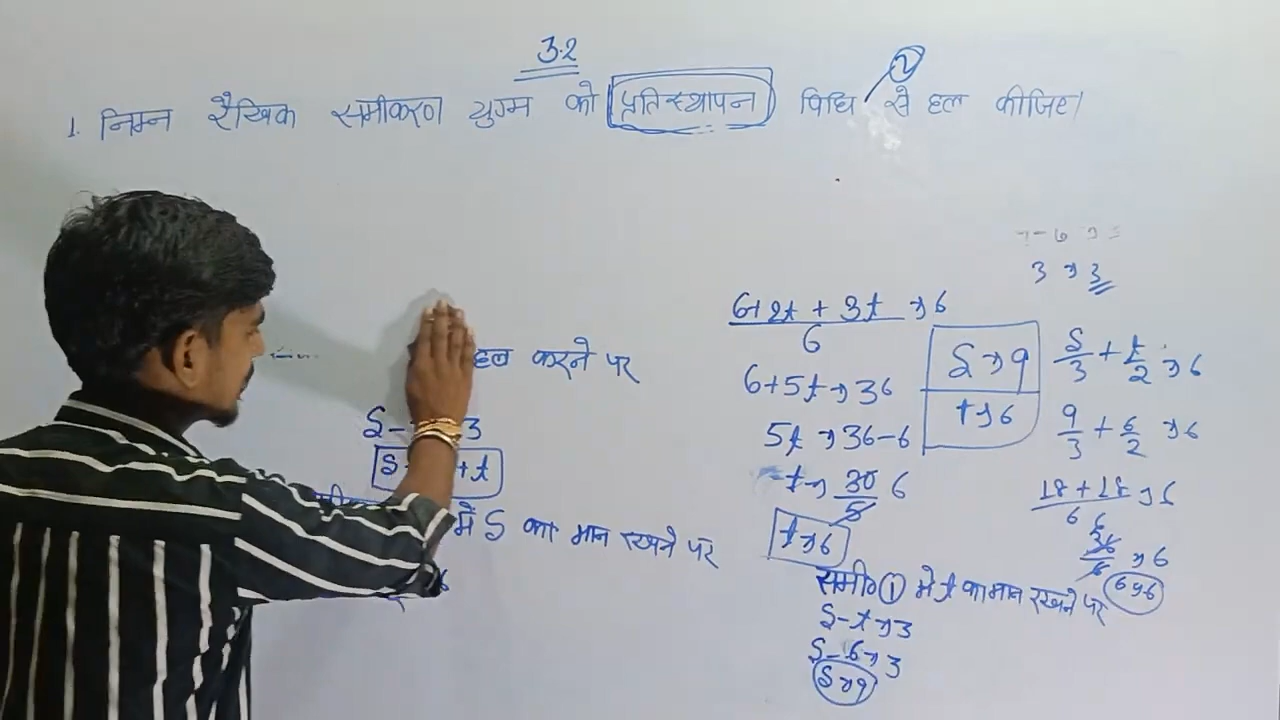 3.2
1. निम्न रैखिक समीकरण युग्म को प्रतिस्थापन विधि से हल कीजिए।
हल करने पर
S - 3
S + t
में S का मान रखने पर
6
6+2t + 3t = 6
6
6+5t = 36
5t = 36-6
t = 30 6
5
t = 6
समी० ① में t का मान रखने पर
S - t = 3
S - 6 = 3
S = 9
S = 9
t = 6
3 = 3
S/3 + t/2 = 6
9/3 + 6/2 = 6
18 + 18 = 6
6
36/6 = 6
6 = 6